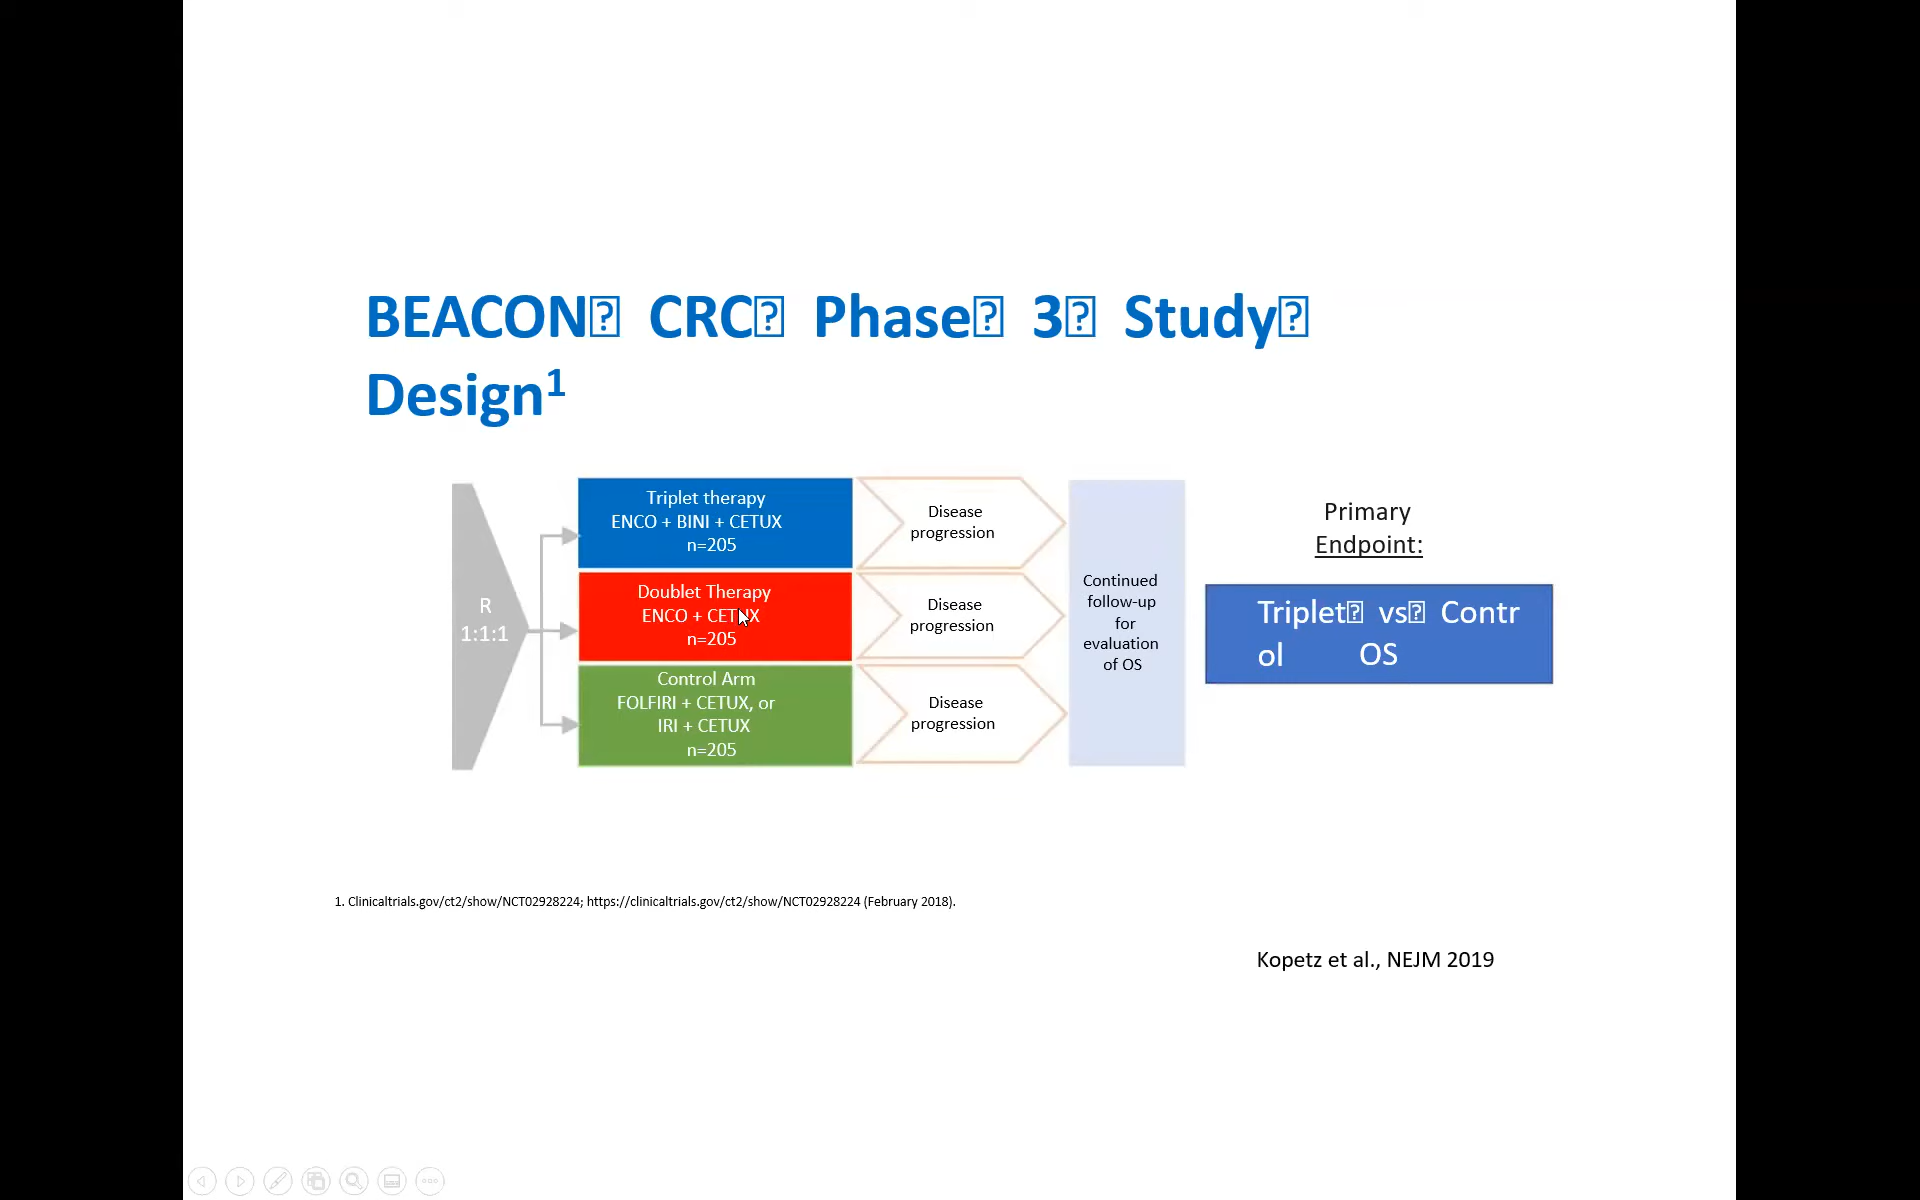 BEACON⍰ CRC⍰ Phase⍰ 3⍰ Study⍰
Design¹
R
1:1:1
Triplet therapy
ENCO + BINI + CETUX
n=205
Doublet Therapy
ENCO + CETUX
n=205
Control Arm
FOLFIRI + CETUX, or
IRI + CETUX
n=205
Disease
progression
Disease
progression
Disease
progression
Continued
follow-up
for
evaluation
of OS
Primary
Endpoint:
Triplet⍰ vs⍰ Contr
ol OS
1. Clinicaltrials.gov/ct2/show/NCT02928224; https://clinicaltrials.gov/ct2/show/NCT02928224 (February 2018).
Kopetz et al., NEJM 2019